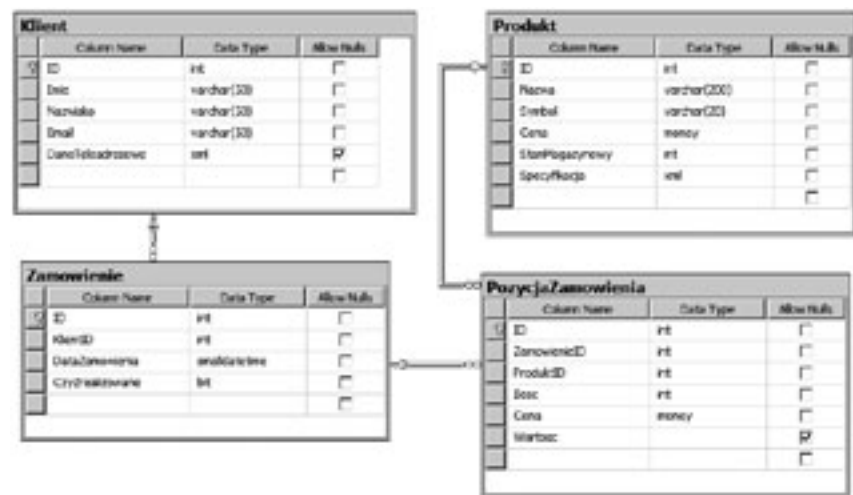 Klient
Column Name Data Type Allow Nulls
ID int
Imie varchar(50)
Nazwisko varchar(50)
Email varchar(50)
DaneTeleadresowe xml
Produkt
Column Name Data Type Allow Nulls
ID int
Nazwa varchar(200)
Symbol varchar(20)
Cena money
StanMagazynowy int
Specyfikacja xml
Zamowienie
Column Name Data Type Allow Nulls
ID int
KlientID int
DataZamowienia smalldatetime
CzyZrealizowane bit
PozycjaZamowienia
Column Name Data Type Allow Nulls
ID int
ZamowienieID int
ProduktID int
Ilosc int
Cena money
Wartosc